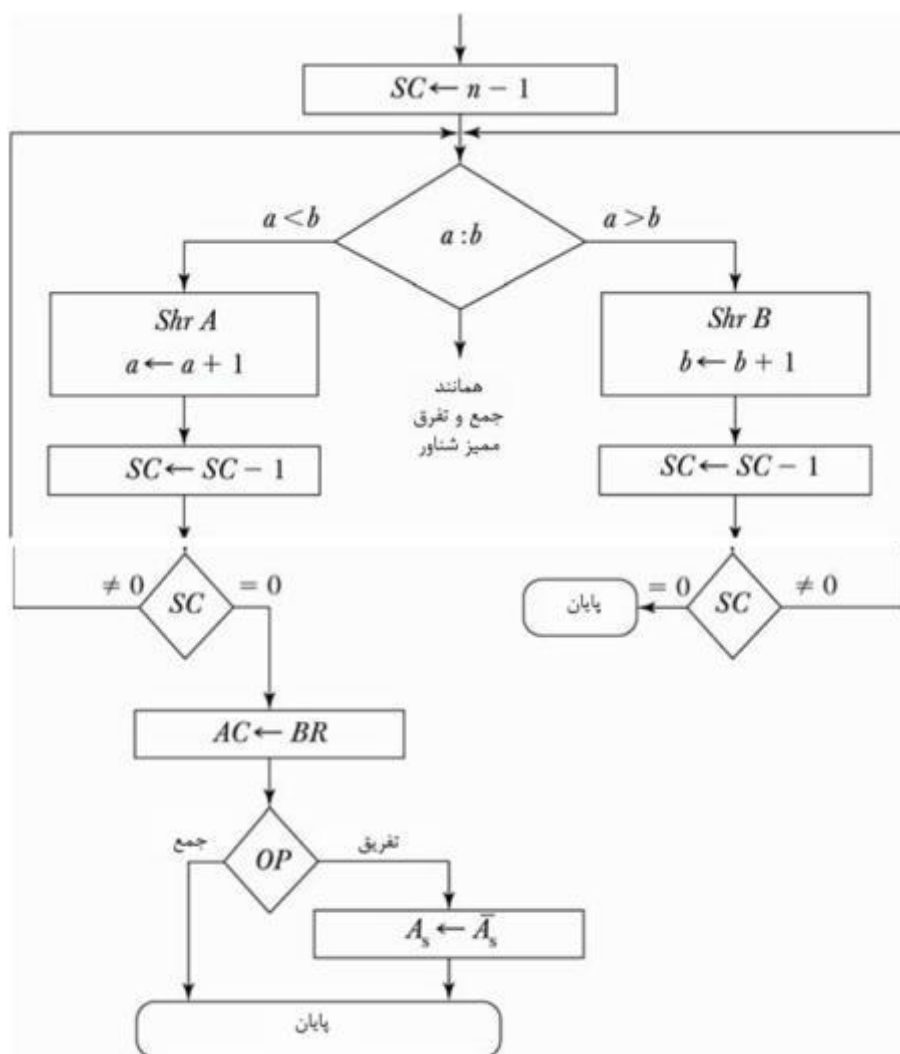 SC ← n − 1
a < b
a : b
a > b
Shr A
a ← a + 1
Shr B
b ← b + 1
همانند
جمع و تفرق
ممیز شناور
SC ← SC − 1
SC ← SC − 1
≠ 0
SC
= 0
پایان
= 0
SC
≠ 0
AC ← BR
جمع
OP
تفریق
A_s ← A̅_s
پایان